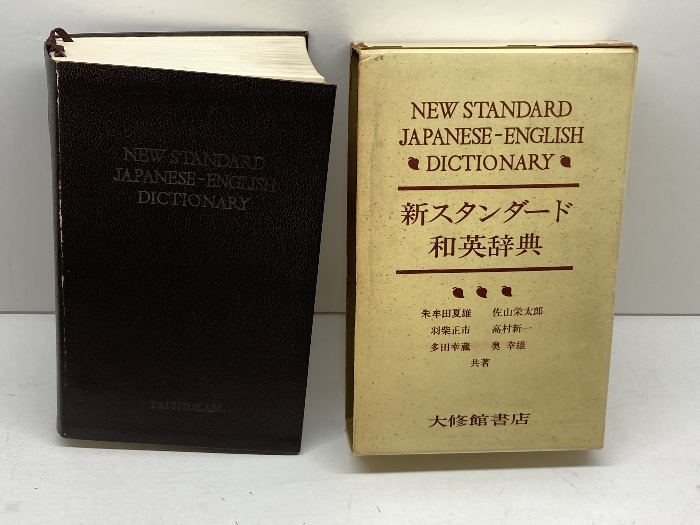 NEW STANDARD
JAPANESE-ENGLISH
DICTIONARY
TAISHUKAN
NEW STANDARD
JAPANESE-ENGLISH
DICTIONARY
新スタンダード
和英辞典
朱牟田夏雄 佐山栄太郎
羽柴正市 高村新一
多田幸蔵 奥幸雄
共著
大修館書店